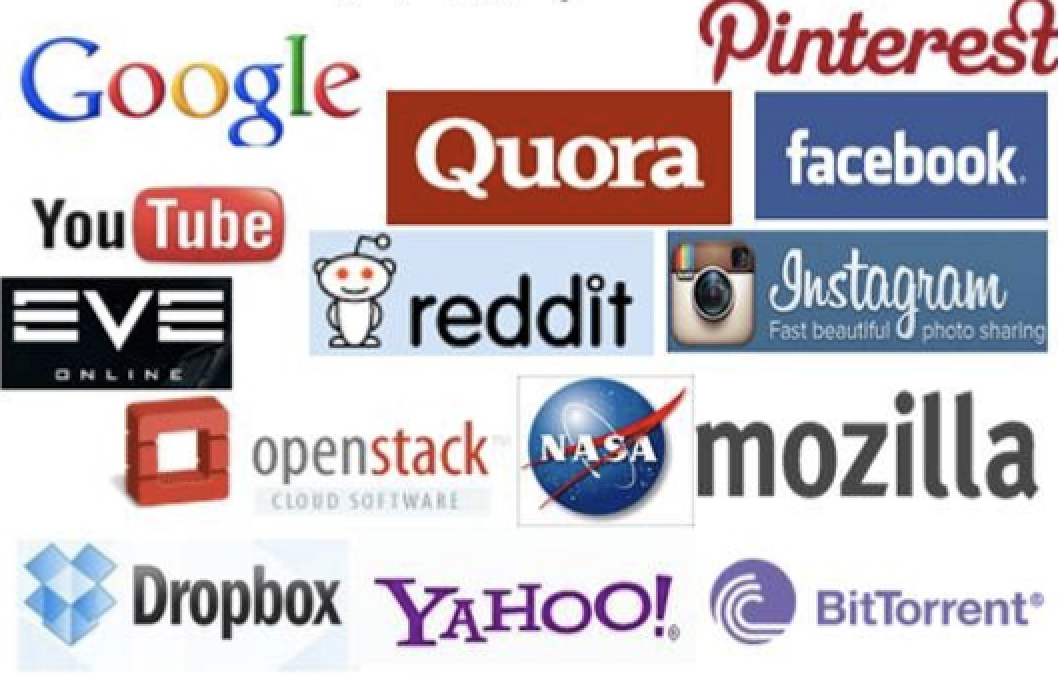 Pinterest
Google
Quora
facebook®
YouTube
reddit
Instagram
Fast beautiful photo sharing
EVE
ONLINE
openstack™
CLOUD SOFTWARE
NASA
mozilla
Dropbox
YAHOO!®
BitTorrent®